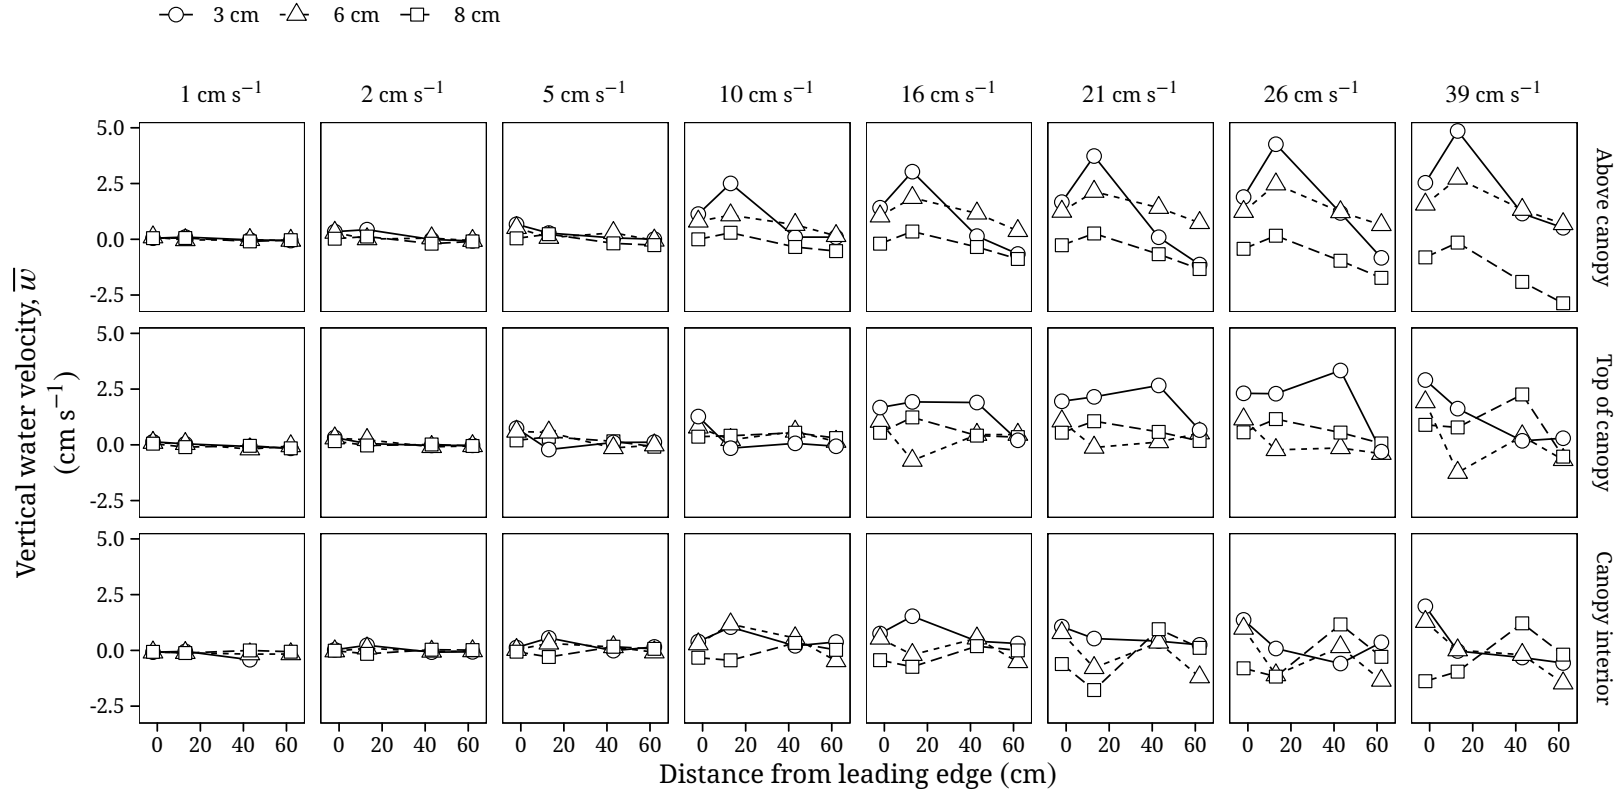 3 cm 6 cm 8 cm
1 cm s⁻¹ 2 cm s⁻¹ 5 cm s⁻¹ 10 cm s⁻¹ 16 cm s⁻¹ 21 cm s⁻¹ 26 cm s⁻¹ 39 cm s⁻¹
5.0
2.5
0.0
-2.5
Above canopy
5.0
2.5
0.0
-2.5
Top of canopy
5.0
2.5
0.0
-2.5
Canopy interior
Vertical water velocity, w̅
(cm s⁻¹)
0 20 40 60 0 20 40 60 0 20 40 60 0 20 40 60 0 20 40 60 0 20 40 60 0 20 40 60 0 20 40 60
Distance from leading edge (cm)